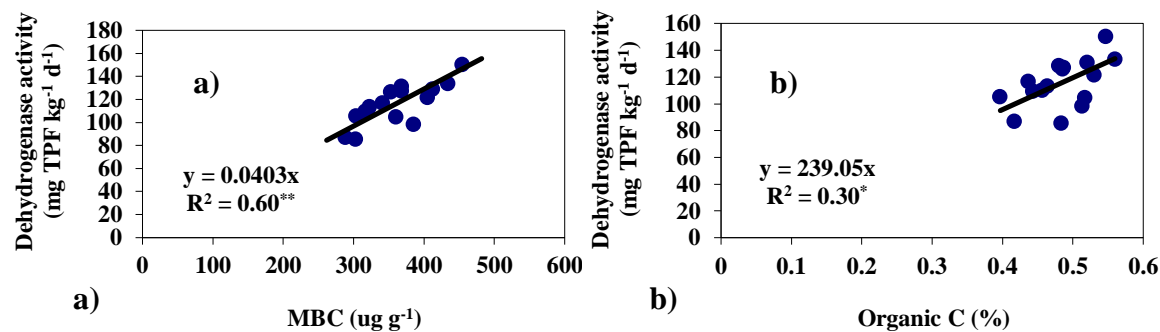 Dehydrogenase activity
(mg TPF kg⁻¹ d⁻¹)
180
160
140
120
100
80
60
40
20
0
a)
y = 0.0403x
R² = 0.60**
0 100 200 300 400 500 600
a)
MBC (ug g⁻¹)
Dehydrogenase activity
(mg TPF kg⁻¹ d⁻¹)
160
140
120
100
80
60
40
20
0
b)
y = 239.05x
R² = 0.30*
0 0.1 0.2 0.3 0.4 0.5 0.6
b)
Organic C (%)